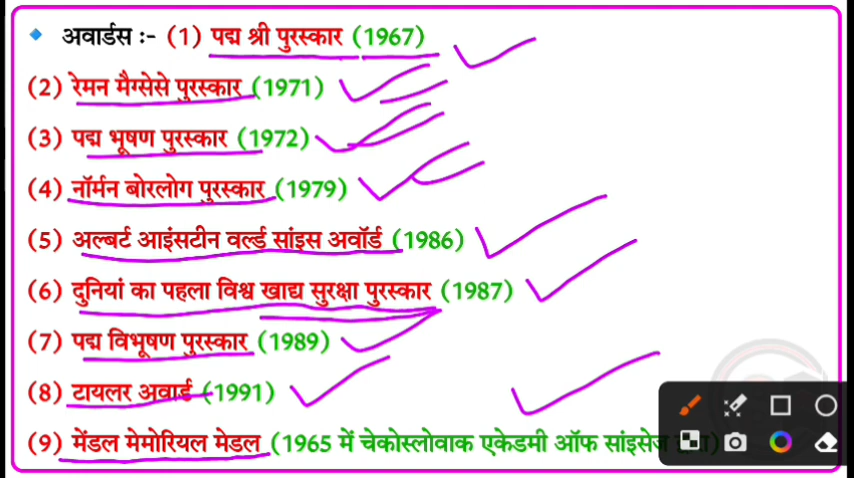 अवार्डस :- (1) पद्म श्री पुरस्कार (1967)
(2) रेमन मैग्सेसे पुरस्कार (1971)
(3) पद्म भूषण पुरस्कार (1972)
(4) नॉर्मन बोरलोग पुरस्कार (1979)
(5) अल्बर्ट आइंसटीन वर्ल्ड सांइस अवॉर्ड (1986)
(6) दुनियां का पहला विश्व खाद्य सुरक्षा पुरस्कार (1987)
(7) पद्म विभूषण पुरस्कार (1989)
(8) टायलर अवार्ड (1991)
(9) मेंडल मेमोरियल मेडल (1965 में चेकोस्लोवाक एकेडमी ऑफ सांइसेज